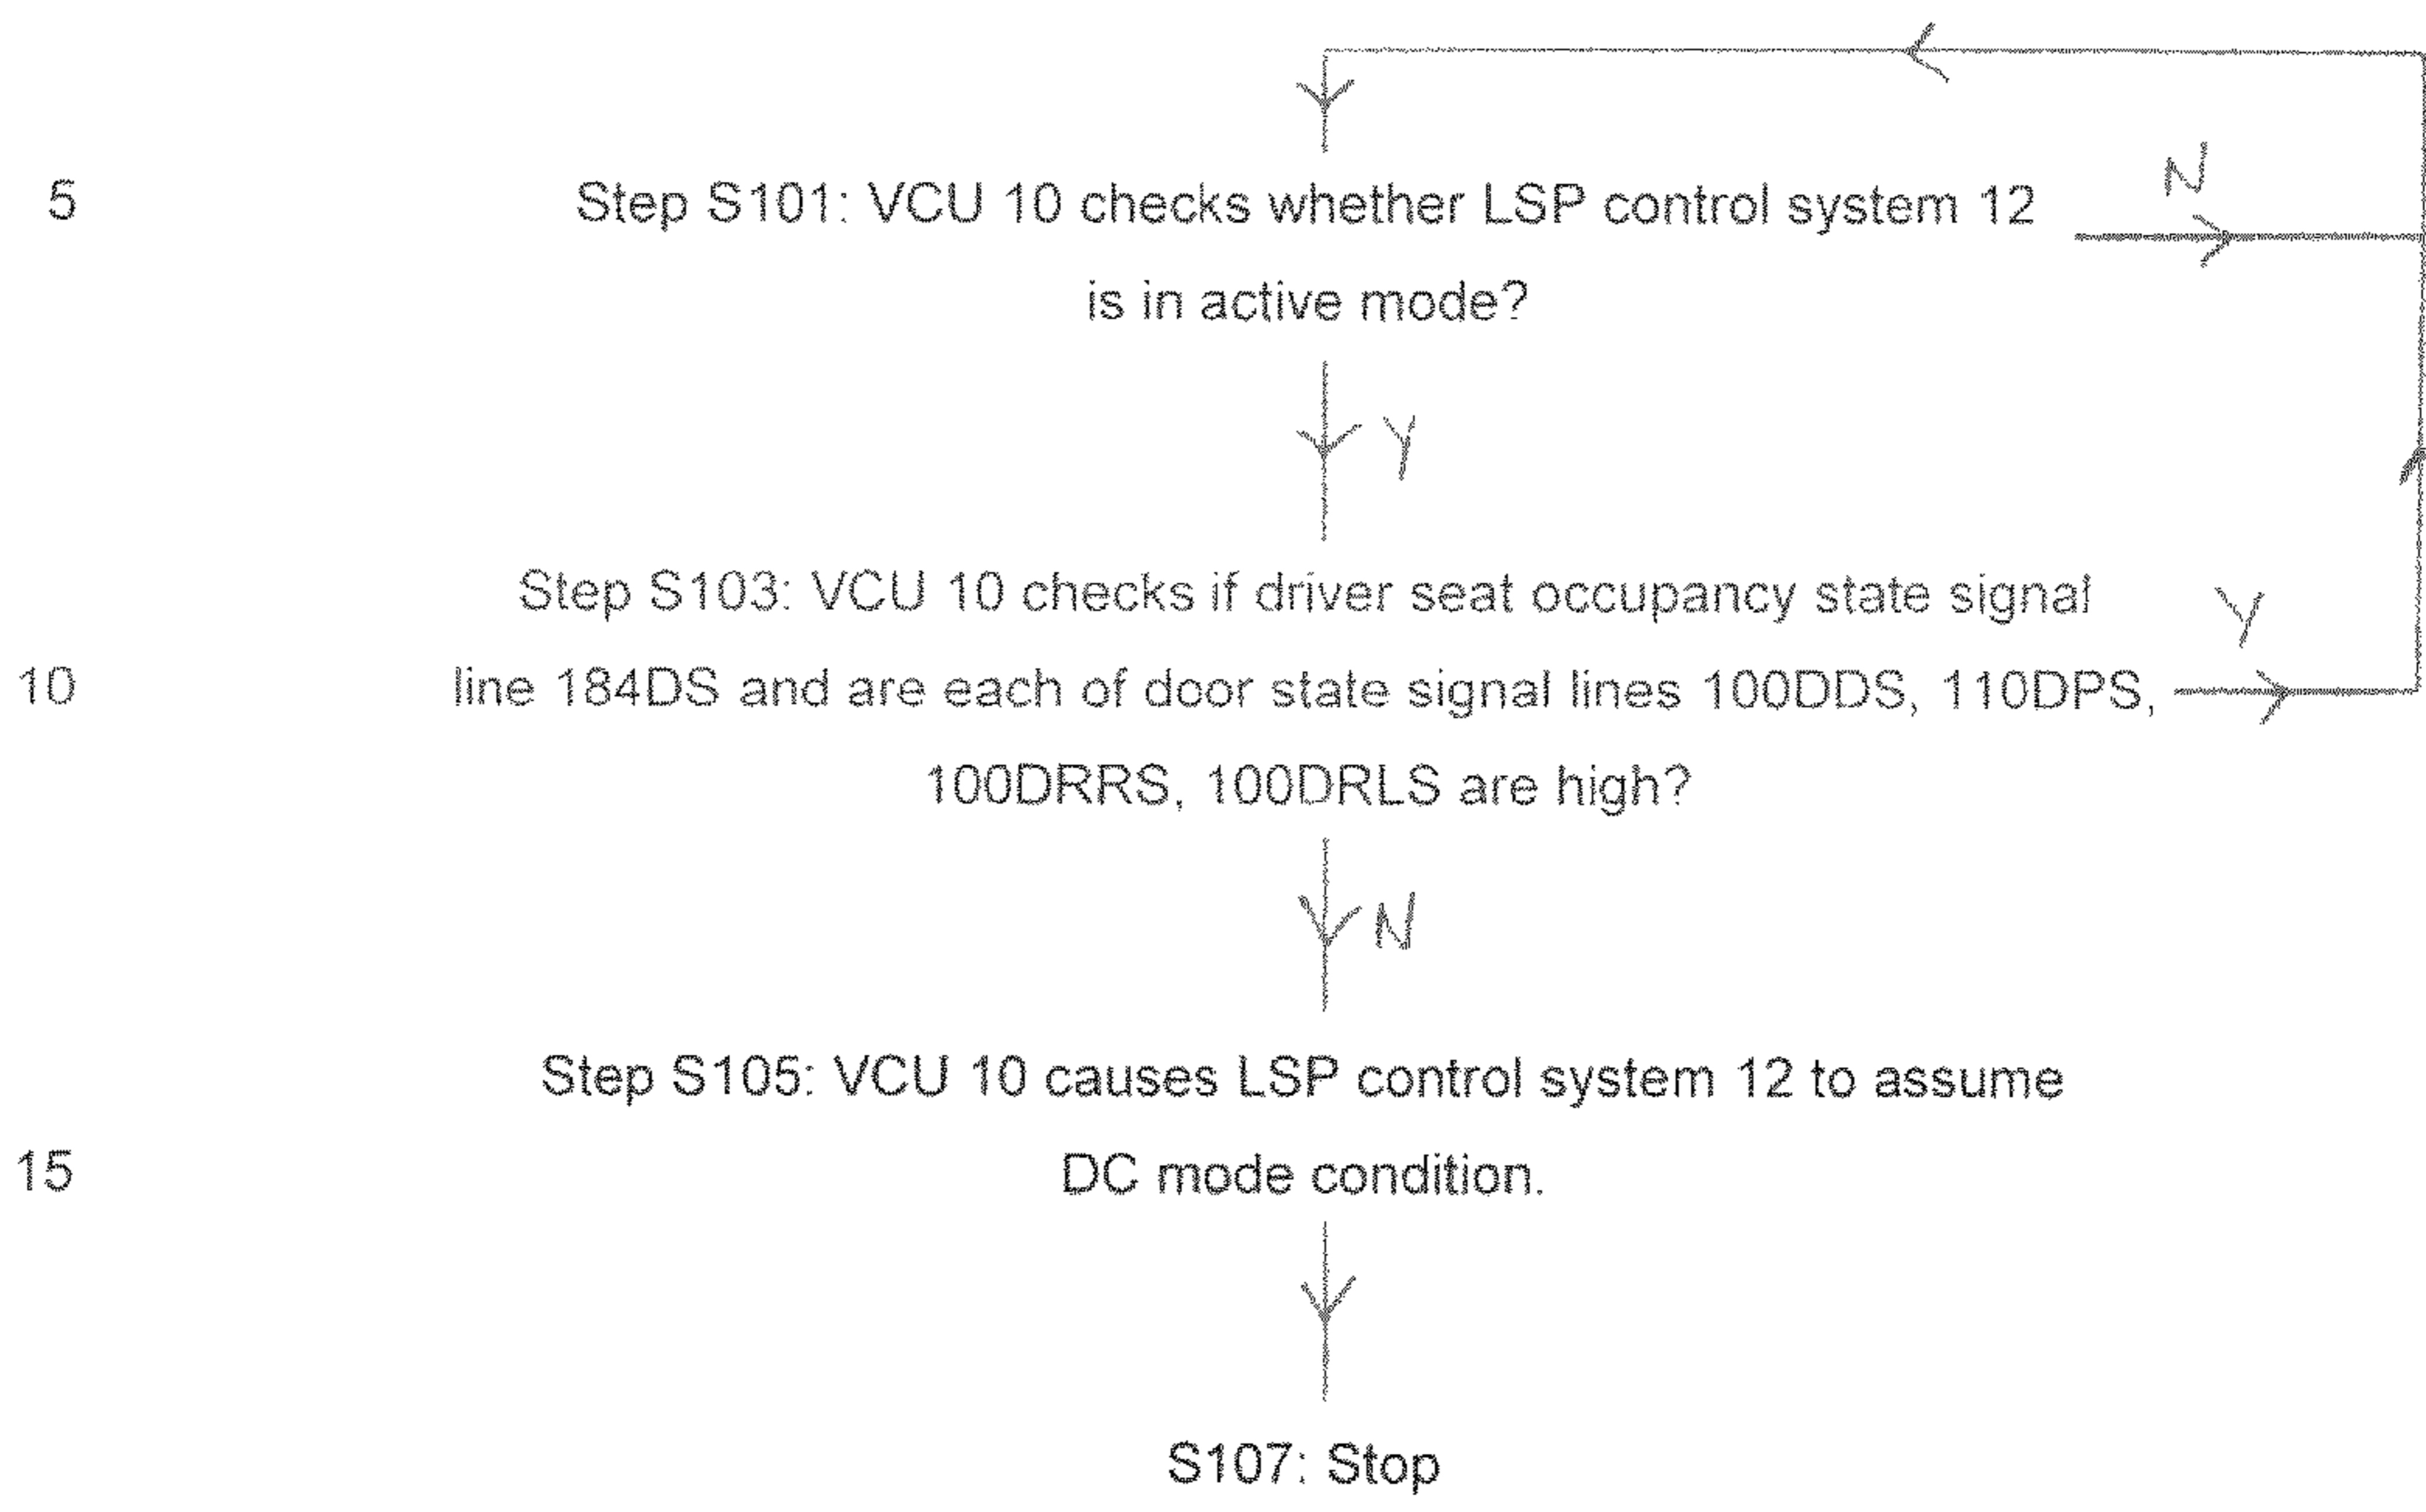 N
5 Step S101: VCU 10 checks whether LSP control system 12
is in active mode?
Y
Step S103: VCU 10 checks if driver seat occupancy state signal
Y
10 line 184DS and are each of door state signal lines 100DDS, 110DPS,
100DRRS, 100DRLS are high?
N
Step S105: VCU 10 causes LSP control system 12 to assume
15 DC mode condition.
S107: Stop